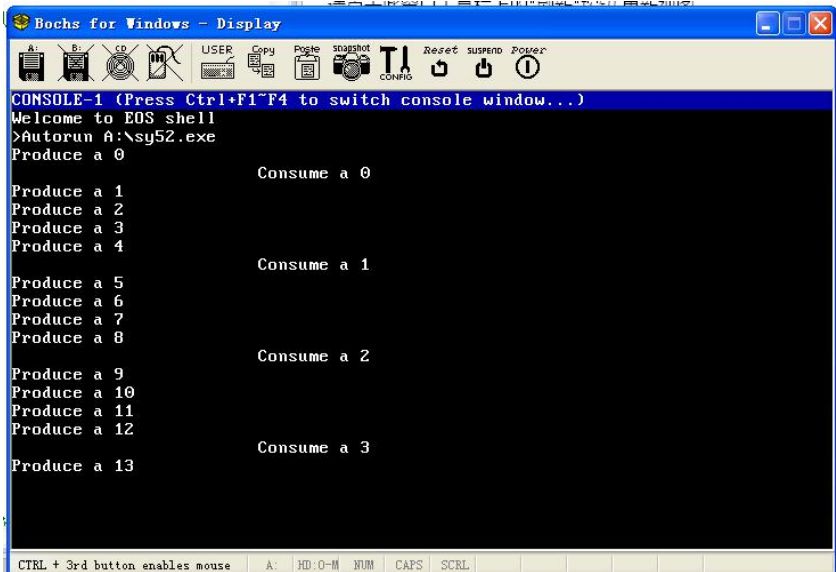 Bochs for Windows - Display
A: B: CD USER Copy Paste snapshot CONFIG Reset SUSPEND Power
CONSOLE-1 (Press Ctrl+F1~F4 to switch console window...)
Welcome to EOS shell
>Autorun A:\sy52.exe
Produce a 0
Consume a 0
Produce a 1
Produce a 2
Produce a 3
Produce a 4
Consume a 1
Produce a 5
Produce a 6
Produce a 7
Produce a 8
Consume a 2
Produce a 9
Produce a 10
Produce a 11
Produce a 12
Consume a 3
Produce a 13
CTRL + 3rd button enables mouse A: HD:0-M NUM CAPS SCRL